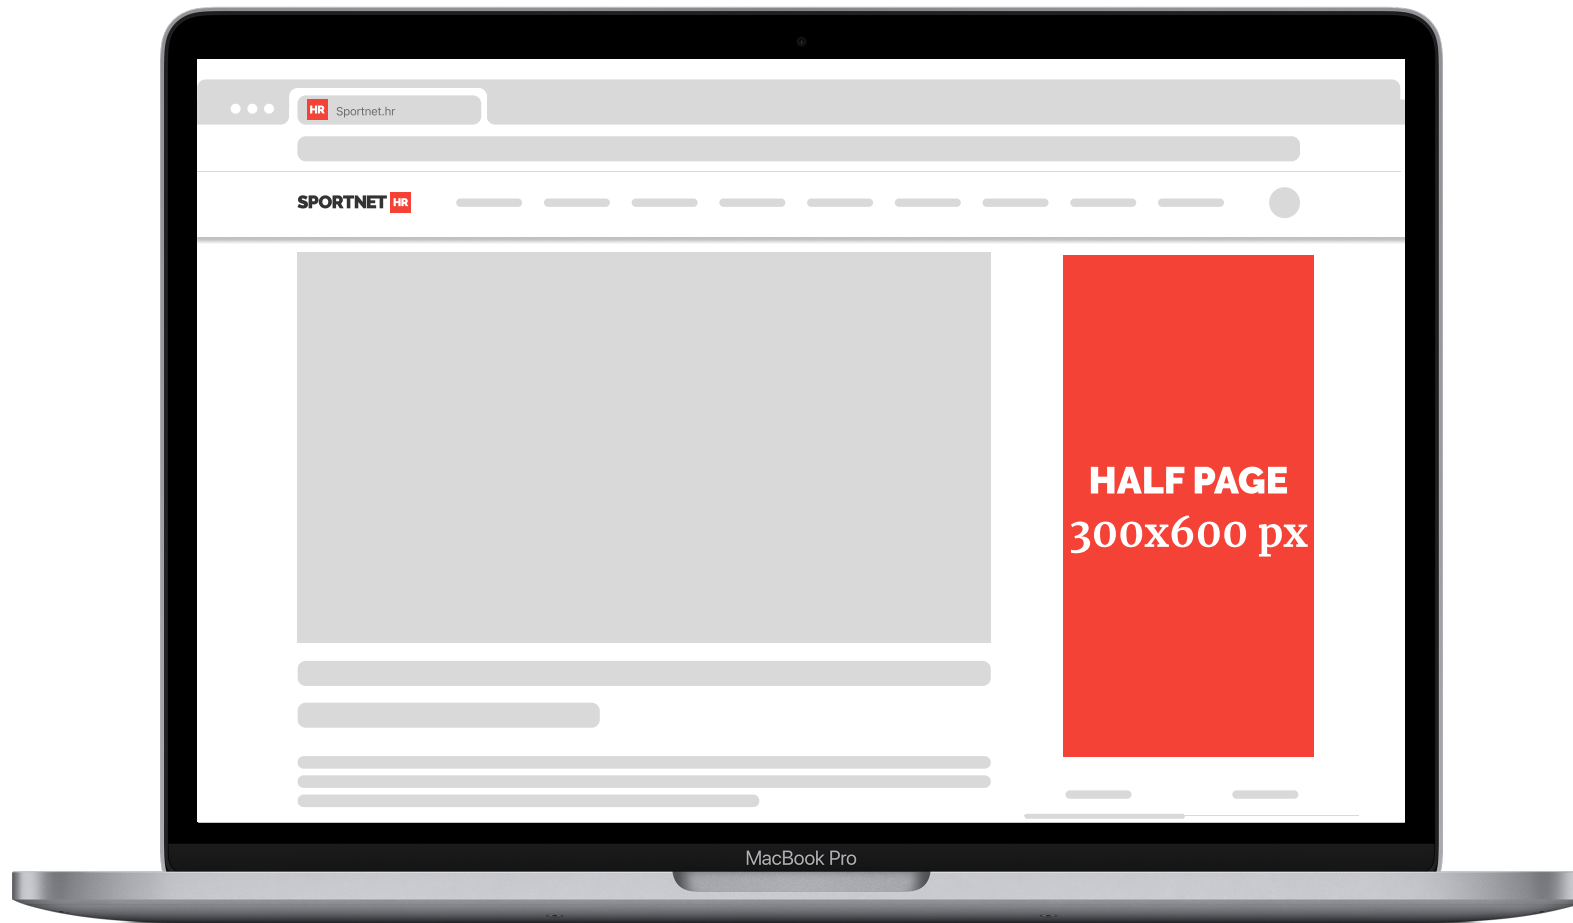 HR Sportnet.hr
SPORTNET HR
HALF PAGE
300x600 px
MacBook Pro